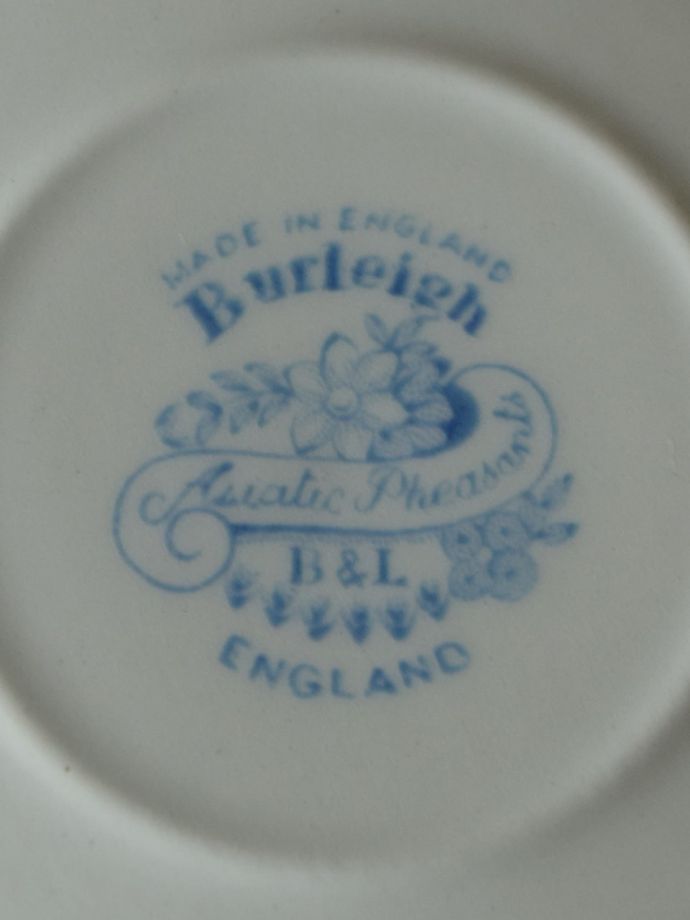 MADE IN ENGLAND
Burleigh
Asiatic Pheasants
B & L
ENGLAND